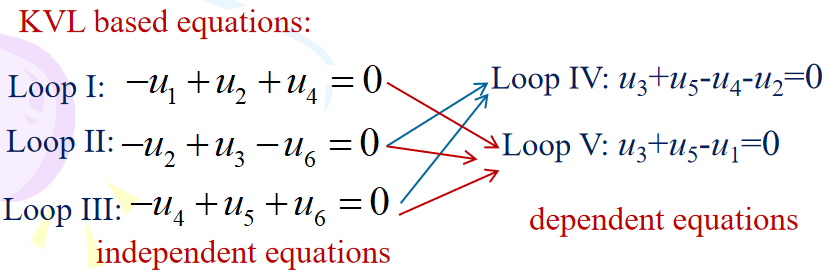 KVL based equations:
Loop I: −u₁ + u₂ + u₄ = 0
Loop IV: u₃+u₅-u₄-u₂=0
Loop II: −u₂ + u₃ − u₆ = 0
Loop V: u₃+u₅-u₁=0
Loop III: −u₄ + u₅ + u₆ = 0
dependent equations
independent equations